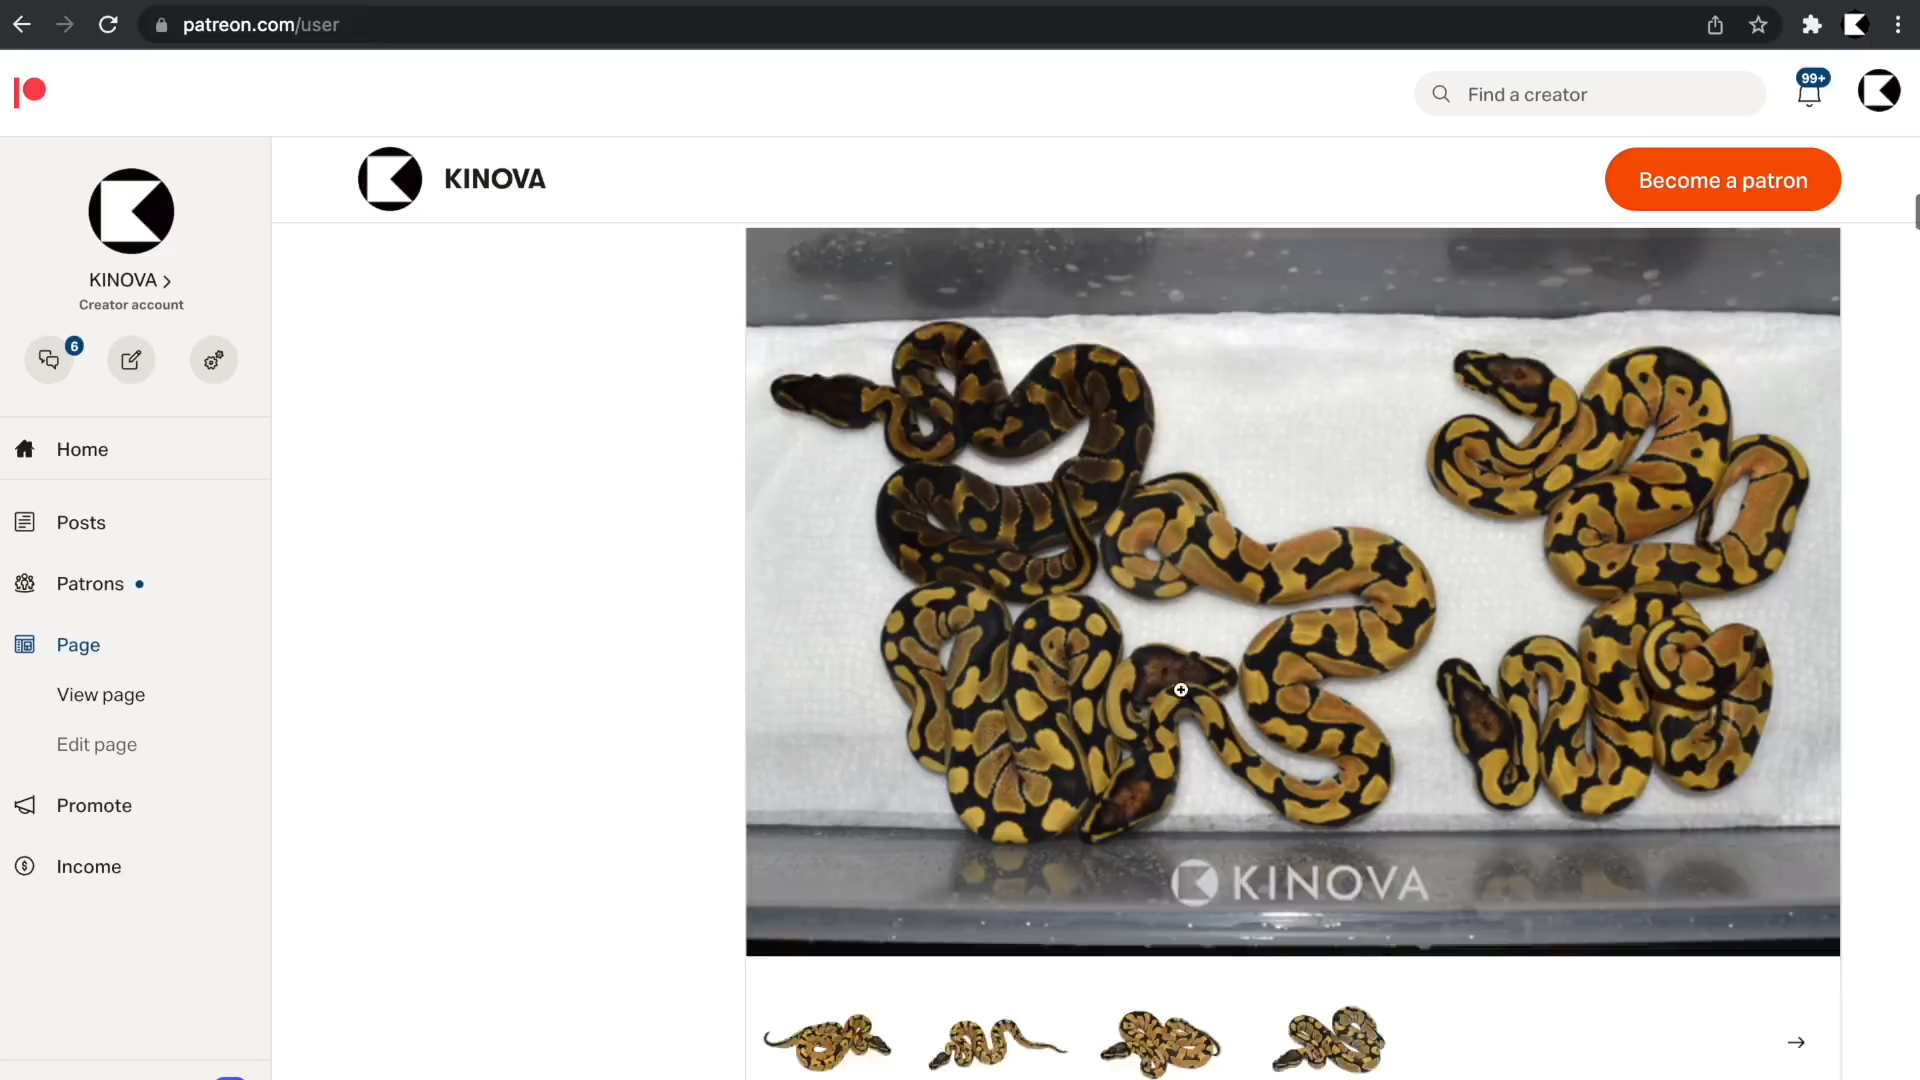 patreon.com/user
Find a creator
99+
KINOVA
Become a patron
KINOVA
Creator account
6
Home
Posts
Patrons
Page
View page
Edit page
Promote
Income
KINOVA